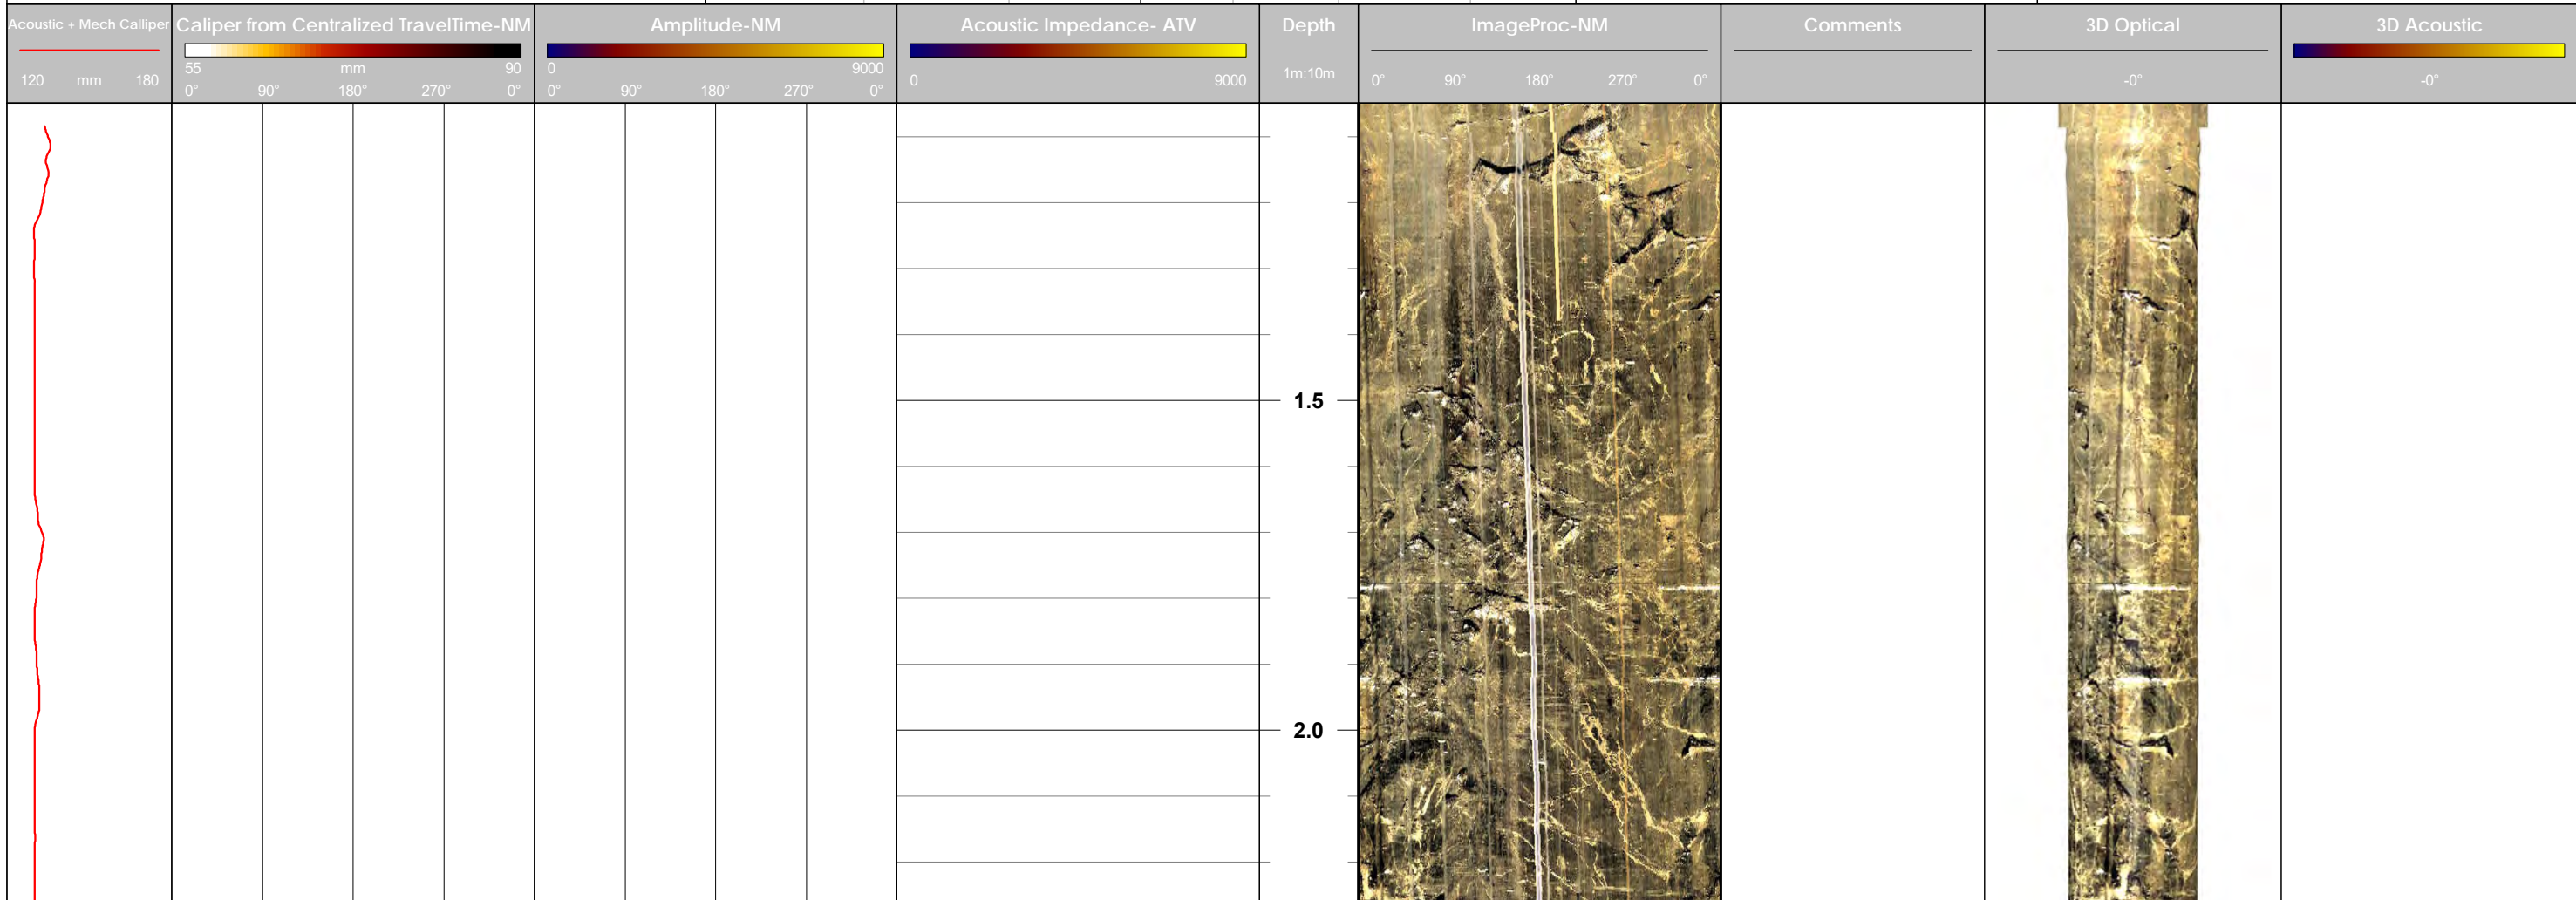 Acoustic + Mech Calliper
120 mm 180
Caliper from Centralized TravelTime-NM
55 mm 90
0° 90° 180° 270° 0°
Amplitude-NM
0 9000
0° 90° 180° 270° 0°
Acoustic Impedance- ATV
0 9000
Depth
1m:10m
ImageProc-NM
0° 90° 180° 270° 0°
Comments
3D Optical
-0°
3D Acoustic
-0°
1.5
2.0